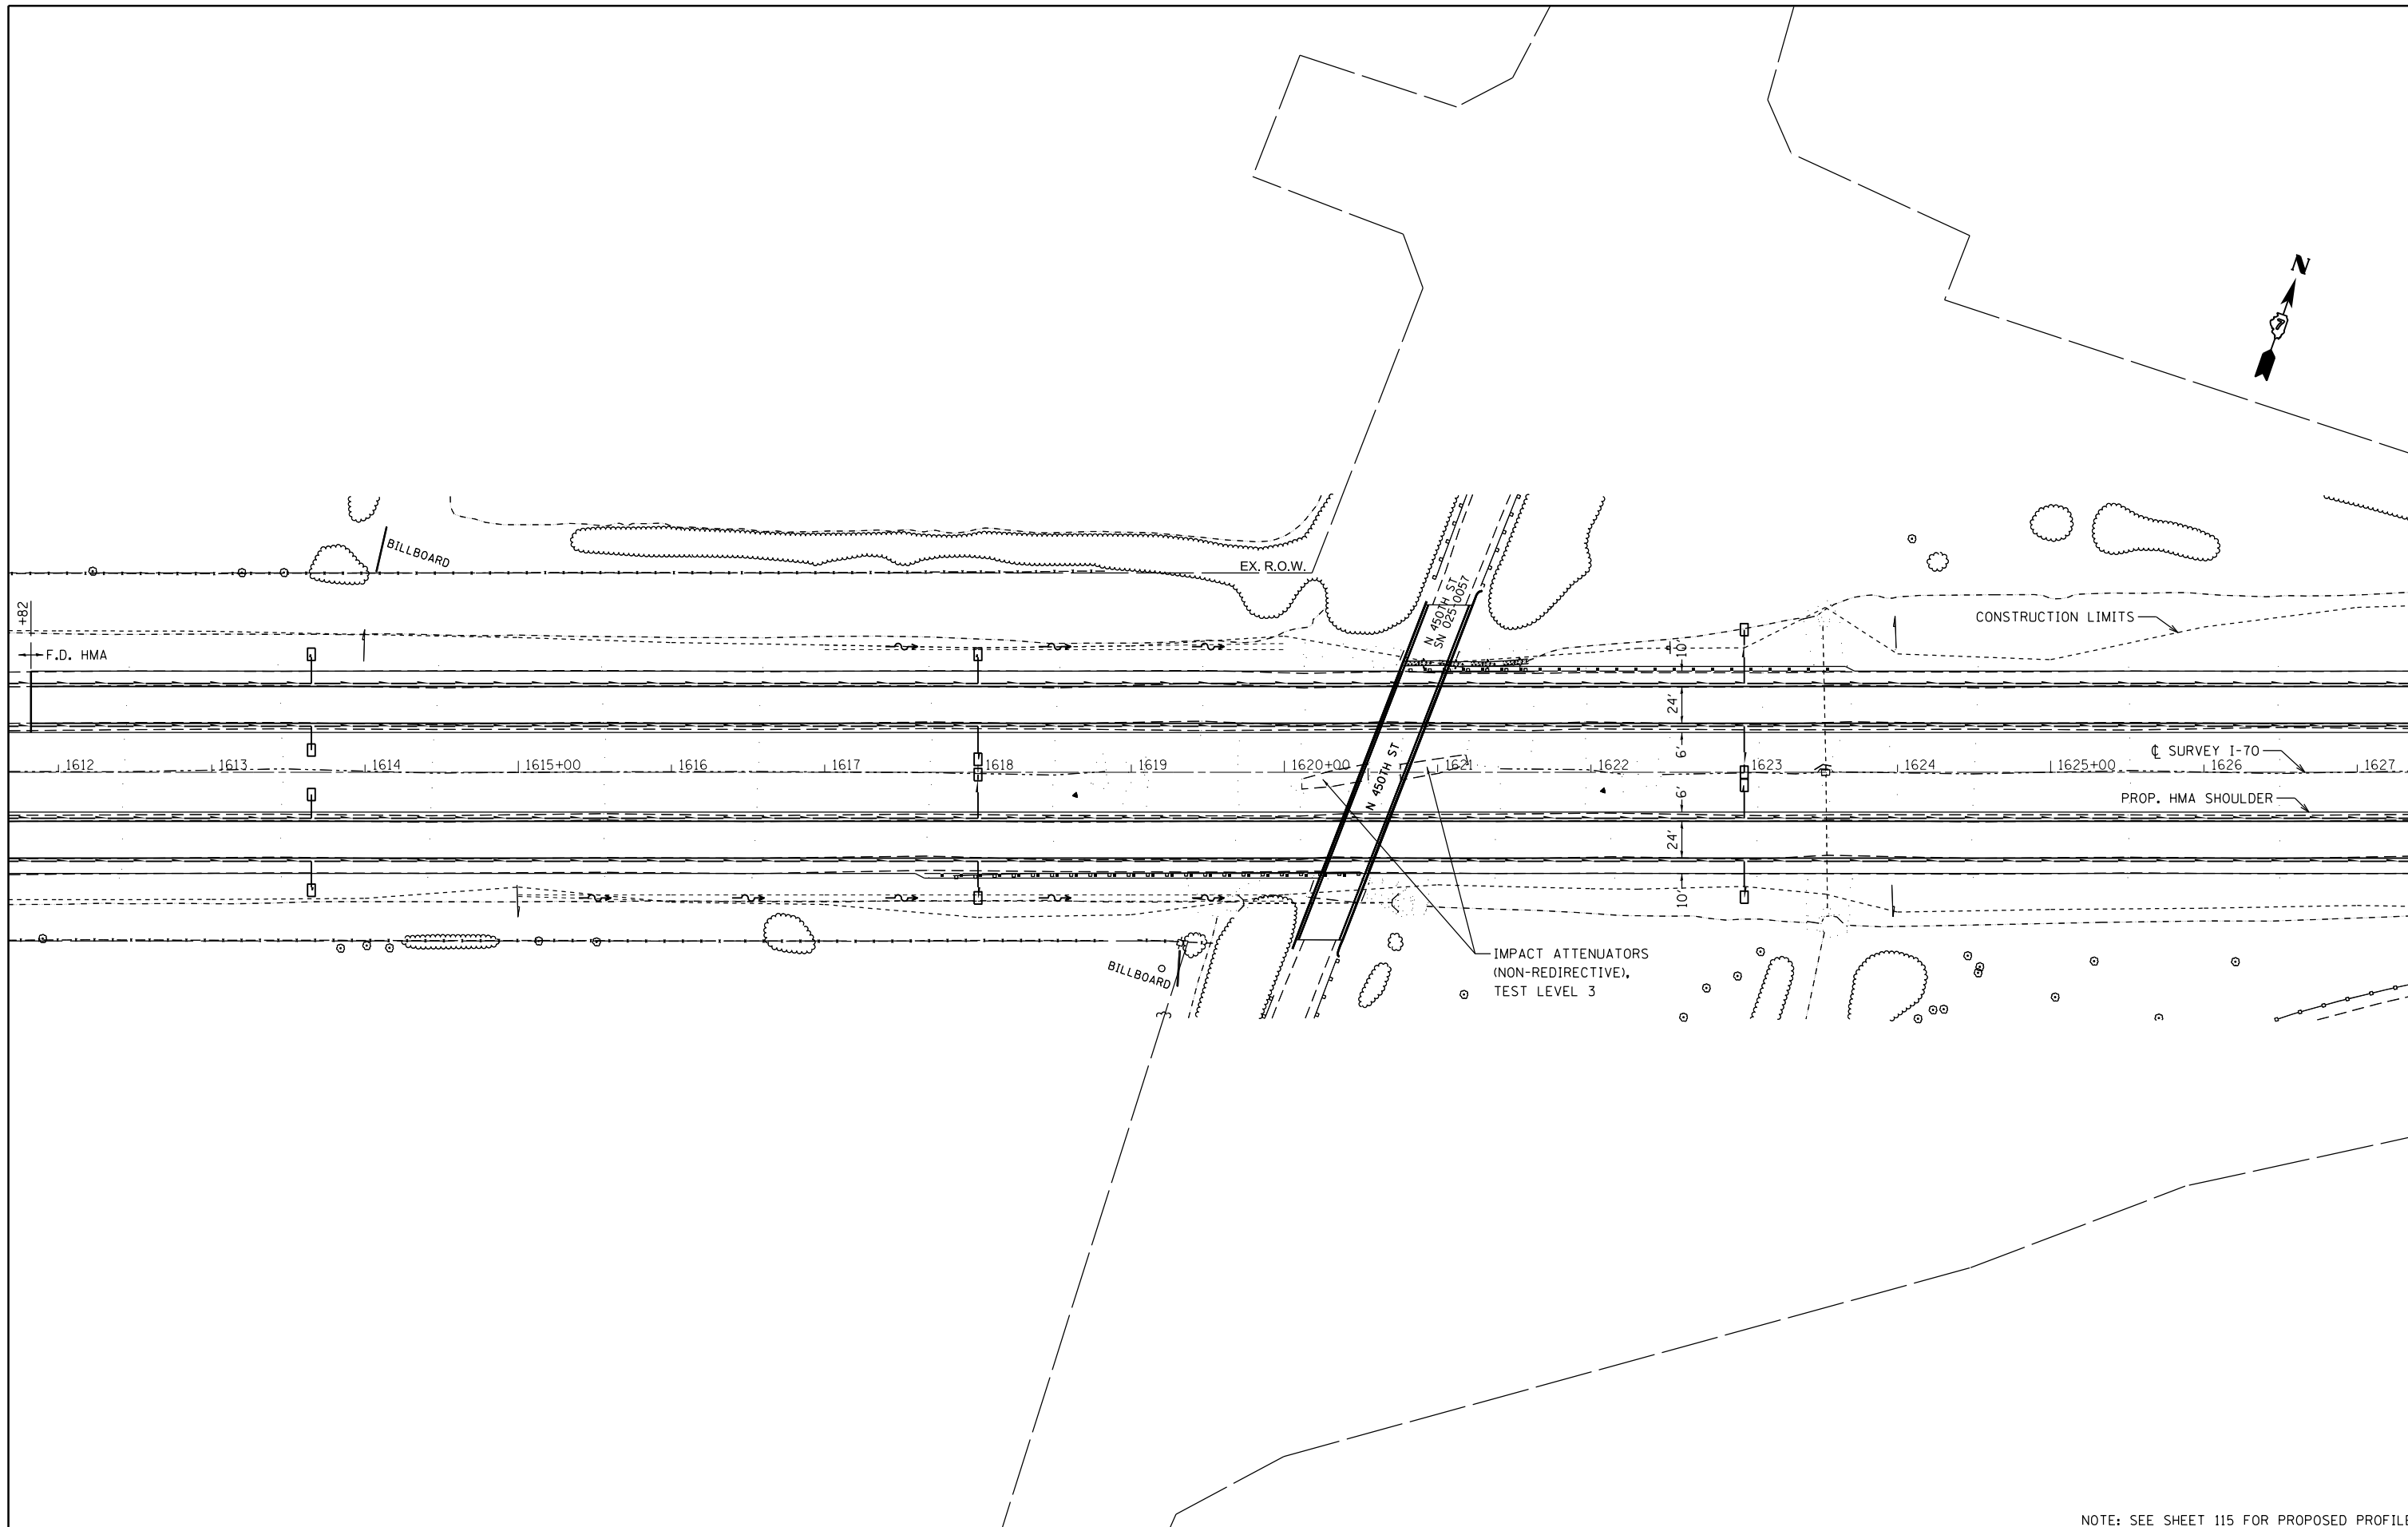 N
7
BILLBOARD
EX. R.O.W.
N 450TH ST
SN 025-0057
CONSTRUCTION LIMITS
+82
F.D. HMA
10'
24'
6'
℄ SURVEY I-70
1612
1613
1614
1615+00
1616
1617
1618
1619
1620+00
1621
1622
1623
1624
1625+00
1626
1627
N 450TH ST
6'
PROP. HMA SHOULDER
24'
10'
IMPACT ATTENUATORS
(NON-REDIRECTIVE),
TEST LEVEL 3
BILLBOARD
NOTE: SEE SHEET 115 FOR PROPOSED PROFILE